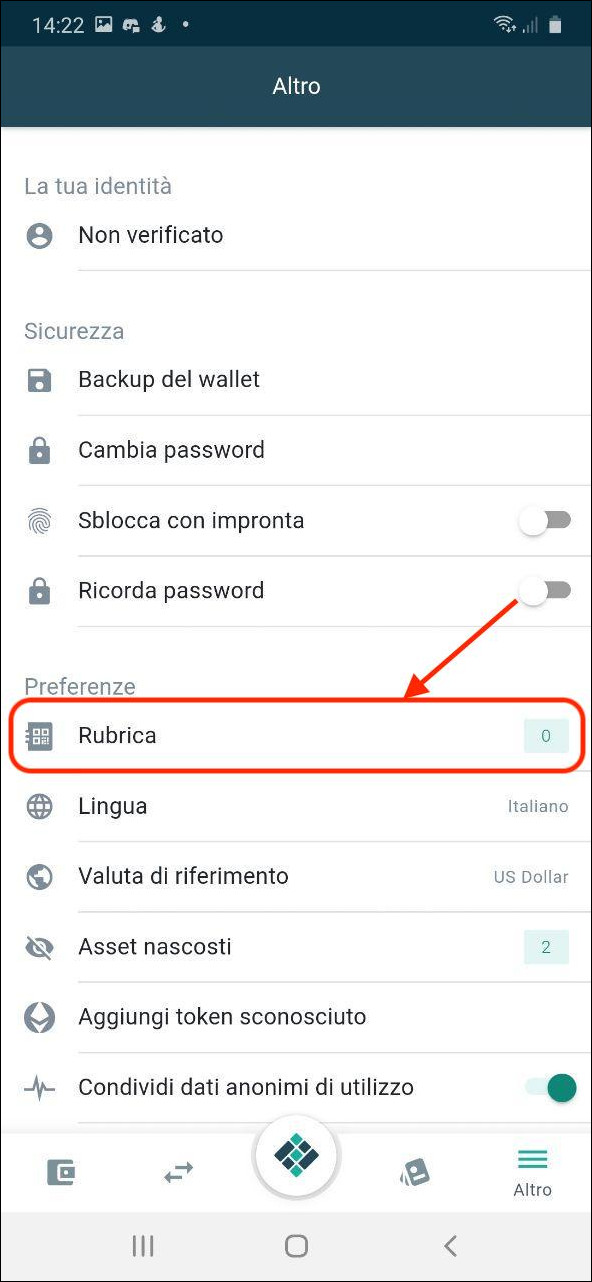 14:22
Altro
La tua identità
Non verificato
Sicurezza
Backup del wallet
Cambia password
Sblocca con impronta
Ricorda password
Preferenze
Rubrica 0
Lingua Italiano
Valuta di riferimento US Dollar
Asset nascosti 2
Aggiungi token sconosciuto
Condividi dati anonimi di utilizzo
Altro